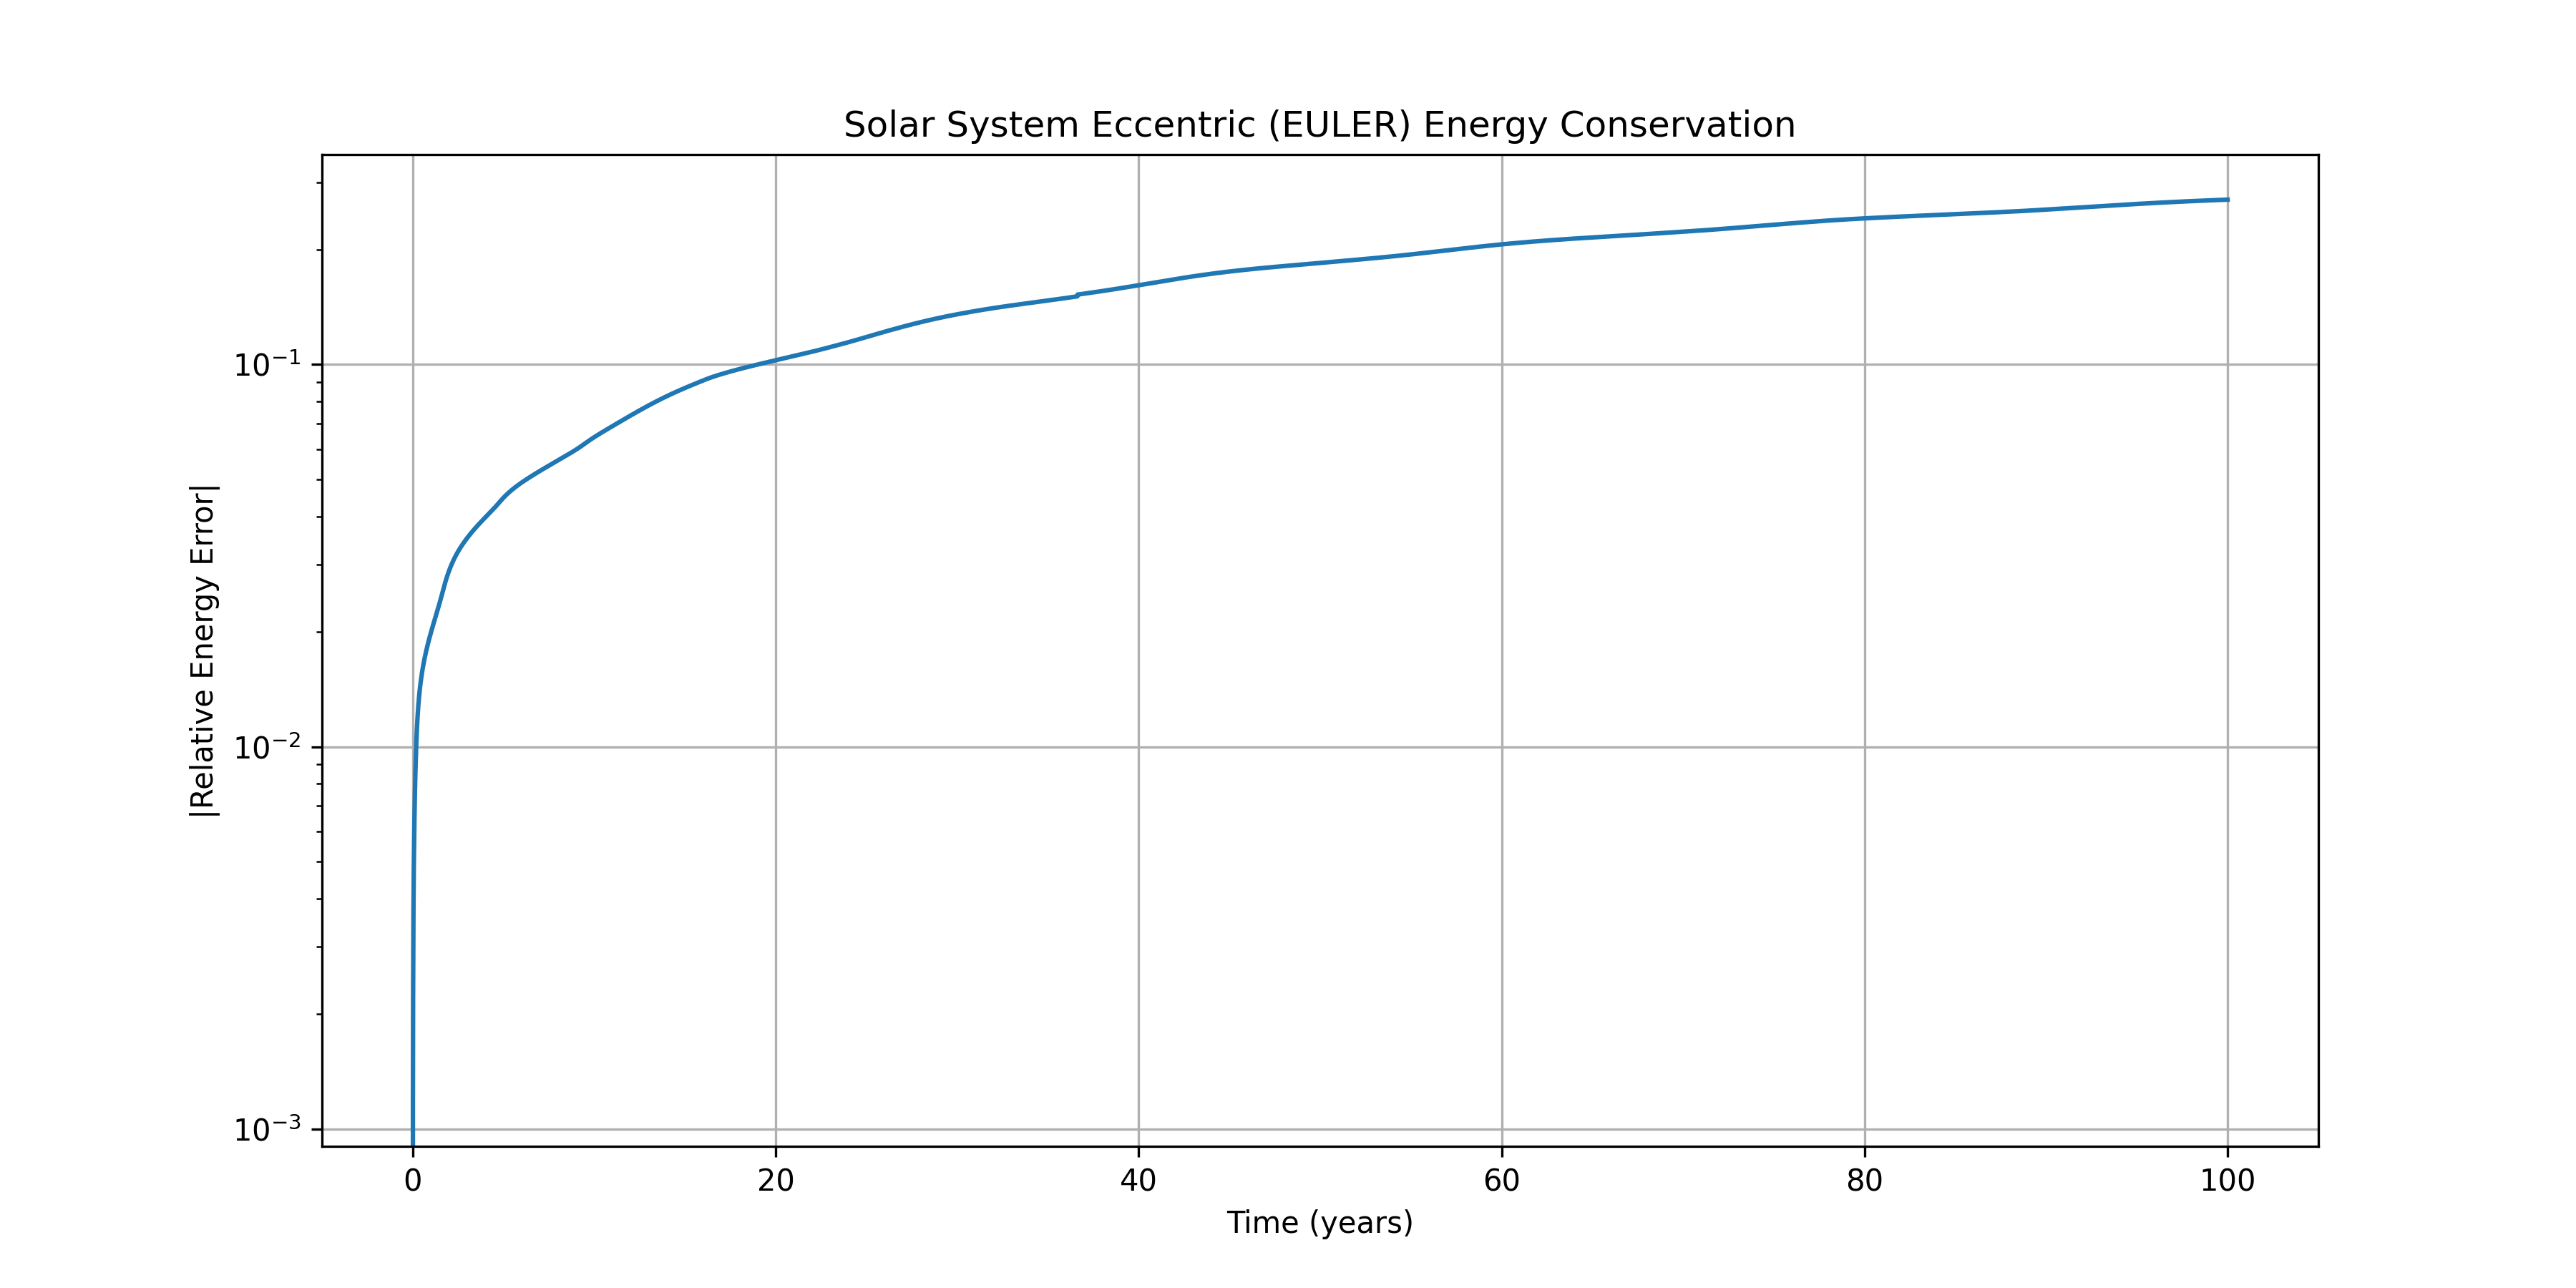 Solar System Eccentric (EULER) Energy Conservation
|Relative Energy Error|
10⁻¹
10⁻²
10⁻³
0 20 40 60 80 100
Time (years)